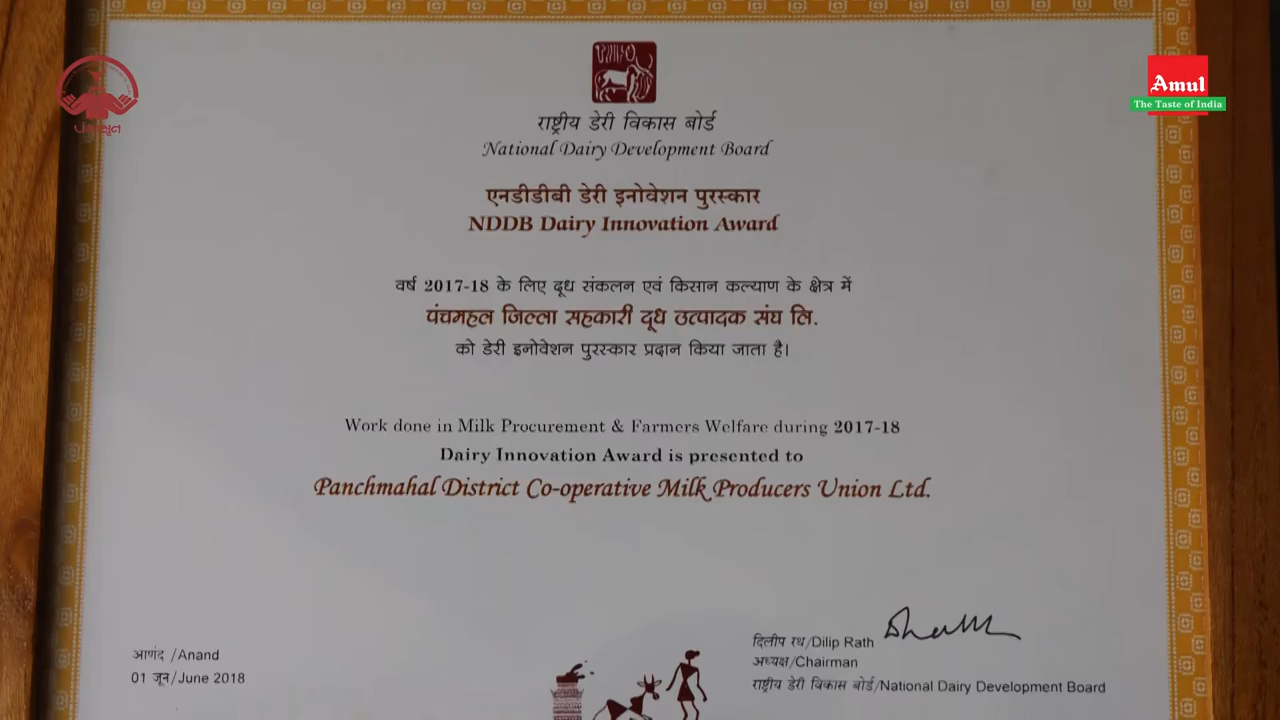 પંચામૃત
Amul
The Taste of India
राष्ट्रीय डेरी विकास बोर्ड
National Dairy Development Board
एनडीडीबी डेरी इनोवेशन पुरस्कार
NDDB Dairy Innovation Award
वर्ष 2017-18 के लिए दूध संकलन एवं किसान कल्याण के क्षेत्र में
पंचमहल जिल्ला सहकारी दूध उत्पादक संघ लि.
को डेरी इनोवेशन पुरस्कार प्रदान किया जाता है।
Work done in Milk Procurement & Farmers Welfare during 2017-18
Dairy Innovation Award is presented to
Panchmahal District Co-operative Milk Producers Union Ltd.
आणंद /Anand
01 जून/June 2018
दिलीप रथ/Dilip Rath
अध्यक्ष/Chairman
राष्ट्रीय डेरी विकास बोर्ड/National Dairy Development Board